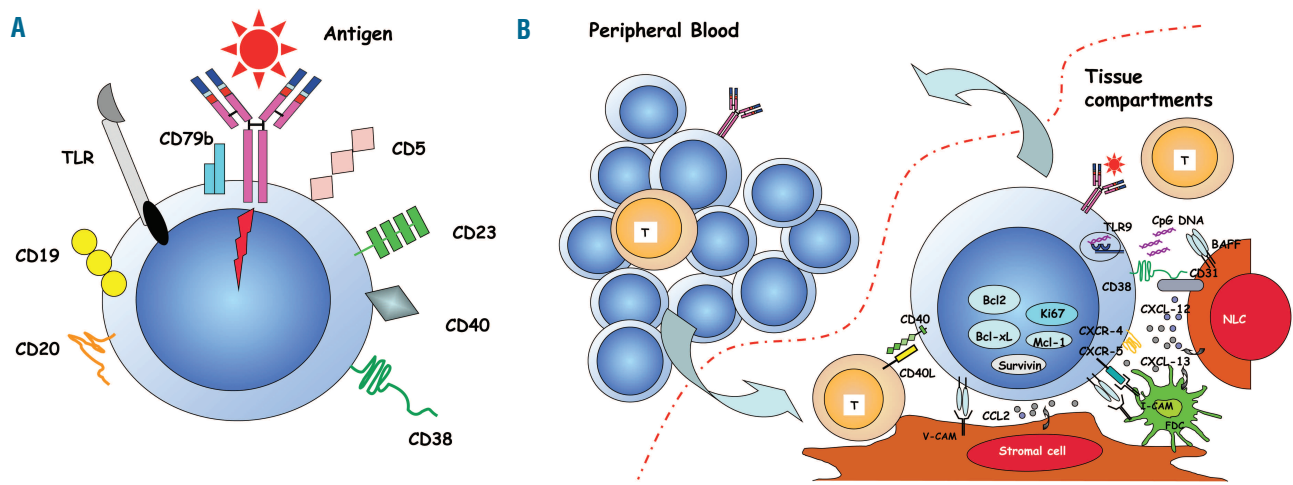 A
Antigen
CD79b
TLR
CD5
CD23
CD19
CD40
CD20
CD38
B
Peripheral Blood
Tissue
compartments
T
T
TLR9
CpG DNA
BAFF
CD38
CD31
Bcl2
Ki67
CXCL-12
NLC
CD40
CXCR-4
Bcl-xL
Mcl-1
CXCR-5
CXCL-13
Survivin
CD40L
T
CCL2
I-CAM
FDC
V-CAM
Stromal cell